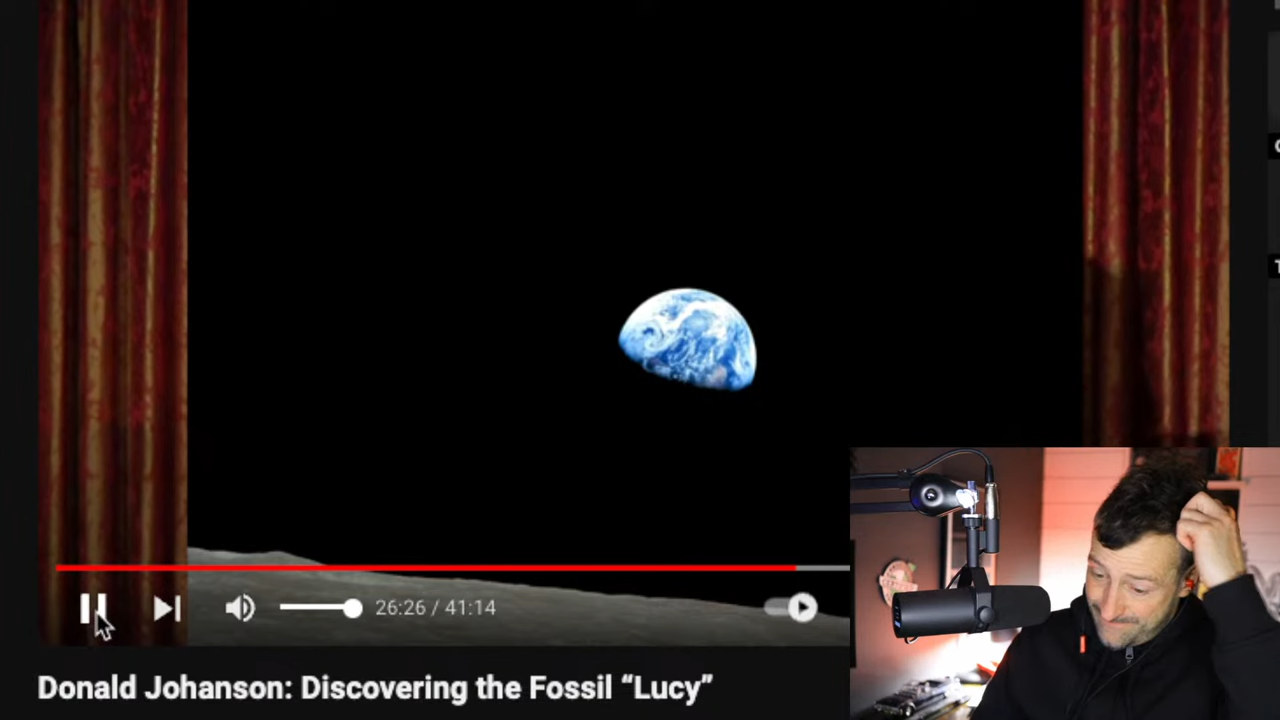 26:26 / 41:14
Donald Johanson: Discovering the Fossil “Lucy”